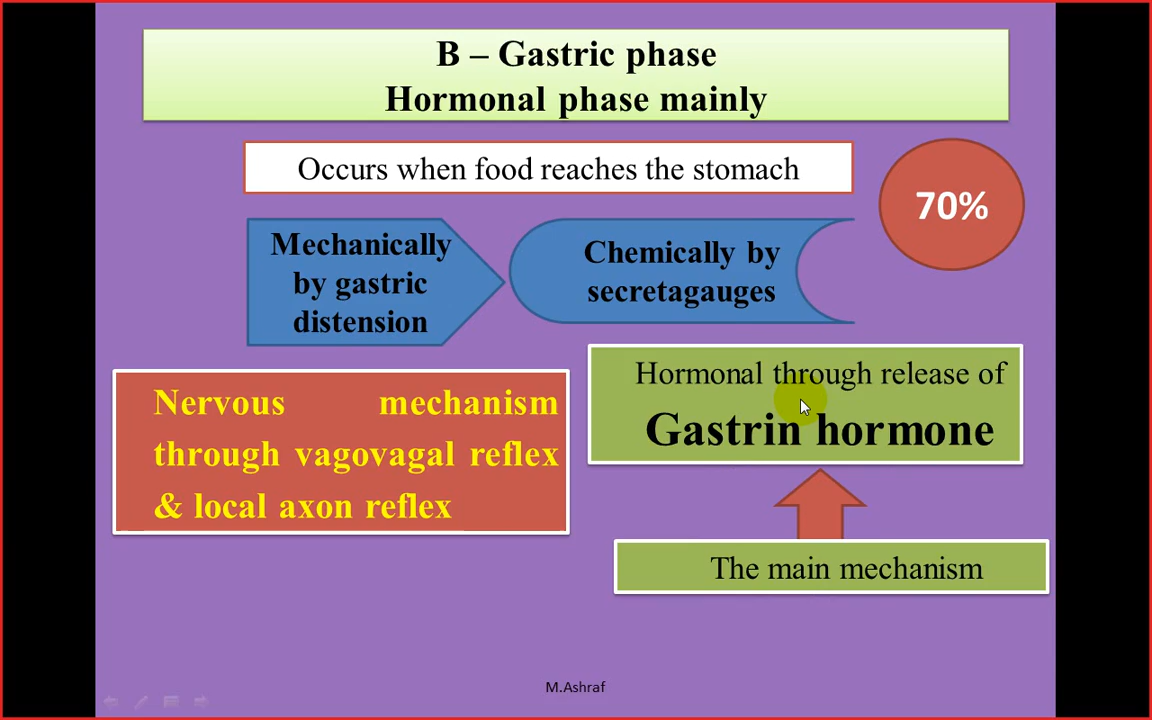 B – Gastric phase
Hormonal phase mainly
Occurs when food reaches the stomach
70%
Mechanically
by gastric
distension
Chemically by
secretagauges
Nervous mechanism
through vagovagal reflex
& local axon reflex
Hormonal through release of
Gastrin hormone
The main mechanism
M.Ashraf